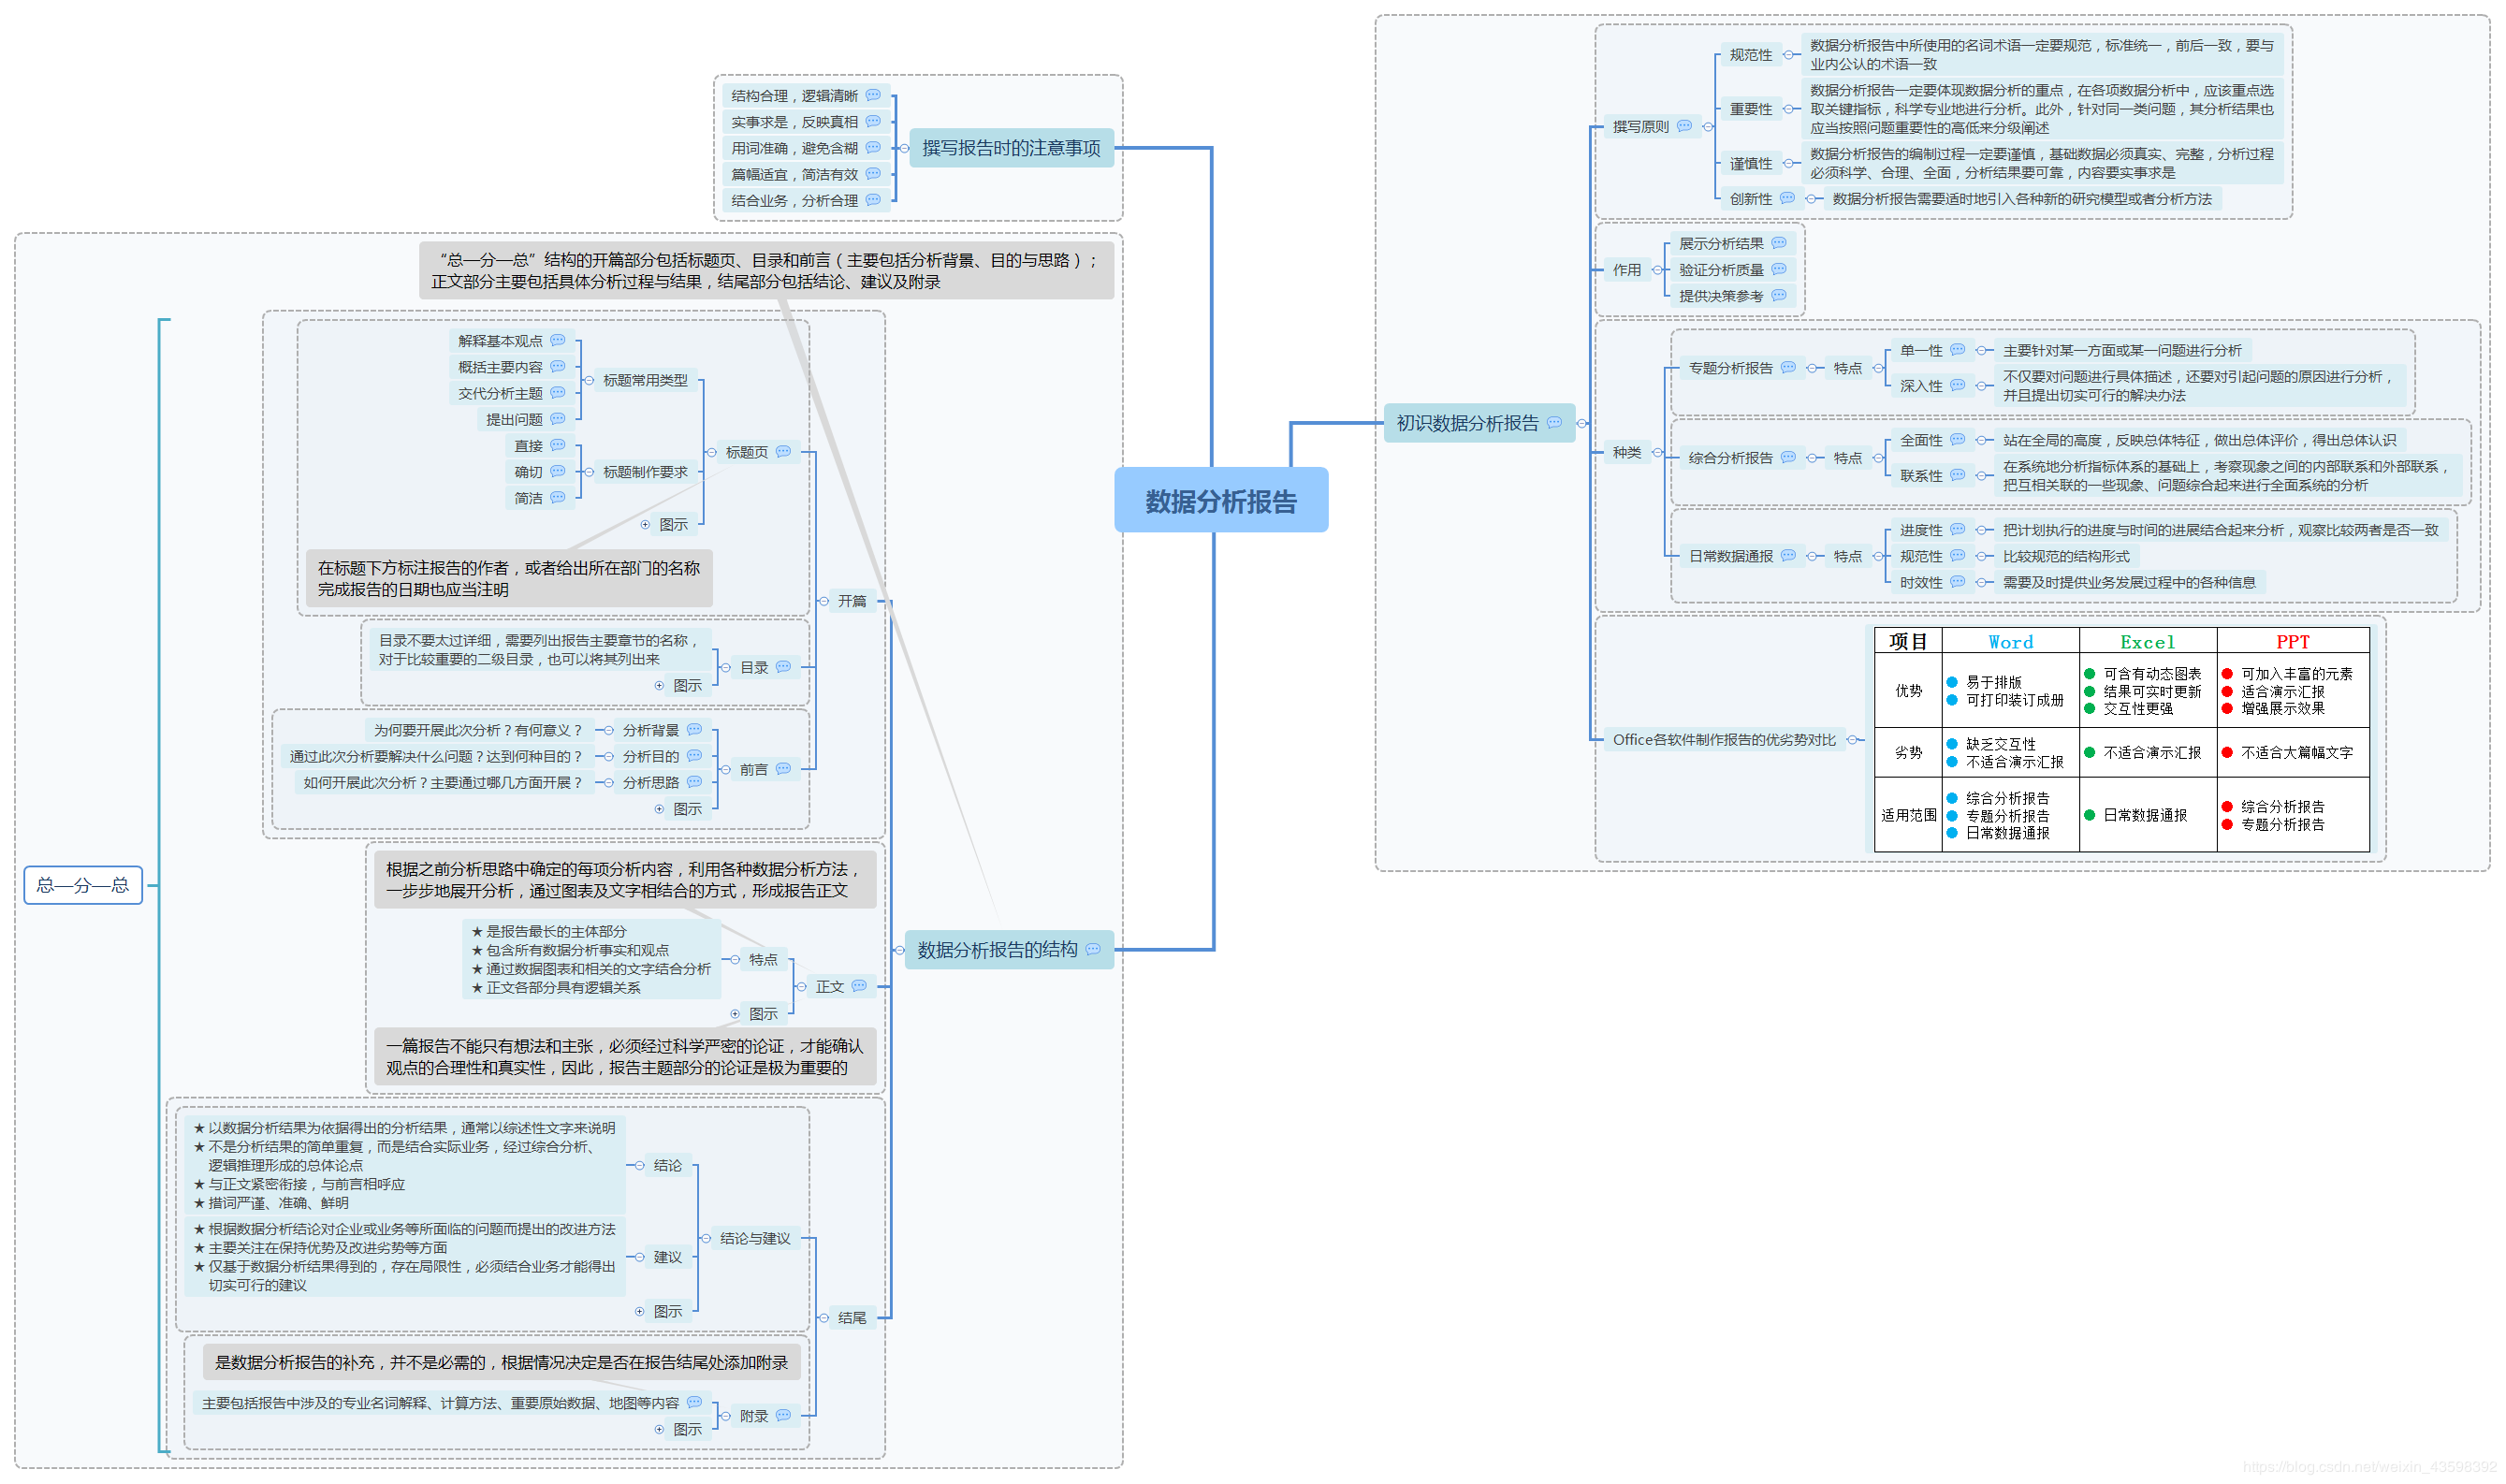 数据分析报告
初识数据分析报告
撰写原则
规范性
数据分析报告中所使用的名词术语一定要规范，标准统一，前后一致，要与
业内公认的术语一致
重要性
数据分析报告一定要体现数据分析的重点，在各项数据分析中，应该重点选
取关键指标，科学专业地进行分析。此外，针对同一类问题，其分析结果也
应当按照问题重要性的高低来分级阐述
谨慎性
数据分析报告的编制过程一定要谨慎，基础数据必须真实、完整，分析过程
必须科学、合理、全面，分析结果要可靠，内容要实事求是
创新性
数据分析报告需要适时地引入各种新的研究模型或者分析方法
作用
展示分析结果
验证分析质量
提供决策参考
种类
专题分析报告
特点
单一性
主要针对某一方面或某一问题进行分析
深入性
不仅要对问题进行具体描述，还要对引起问题的原因进行分析，
并且提出切实可行的解决办法
综合分析报告
特点
全面性
站在全局的高度，反映总体特征，做出总体评价，得出总体认识
联系性
在系统地分析指标体系的基础上，考察现象之间的内部联系和外部联系，
把互相关联的一些现象、问题综合起来进行全面系统的分析
日常数据通报
特点
进度性
把计划执行的进度与时间的进展结合起来分析，观察比较两者是否一致
规范性
比较规范的结构形式
时效性
需要及时提供业务发展过程中的各种信息
Office各软件制作报告的优劣势对比
项目 Word Excel PPT
优势
易于排版
可打印装订成册
可含有动态图表
结果可实时更新
交互性更强
可加入丰富的元素
适合演示汇报
增强展示效果
劣势
缺乏交互性
不适合演示汇报
不适合演示汇报
不适合大篇幅文字
适用范围
综合分析报告
专题分析报告
日常数据通报
日常数据通报
综合分析报告
专题分析报告
撰写报告时的注意事项
结构合理，逻辑清晰
实事求是，反映真相
用词准确，避免含糊
篇幅适宜，简洁有效
结合业务，分析合理
数据分析报告的结构
“总—分—总”结构的开篇部分包括标题页、目录和前言（主要包括分析背景、目的与思路）；
正文部分主要包括具体分析过程与结果，结尾部分包括结论、建议及附录
总—分—总
开篇
标题页
标题常用类型
解释基本观点
概括主要内容
交代分析主题
提出问题
标题制作要求
直接
确切
简洁
图示
在标题下方标注报告的作者，或者给出所在部门的名称
完成报告的日期也应当注明
目录
目录不要太过详细，需要列出报告主要章节的名称，
对于比较重要的二级目录，也可以将其列出来
图示
前言
分析背景
为何要开展此次分析？有何意义？
分析目的
通过此次分析要解决什么问题？达到何种目的？
分析思路
如何开展此次分析？主要通过哪几方面开展？
图示
正文
根据之前分析思路中确定的每项分析内容，利用各种数据分析方法，
一步步地展开分析，通过图表及文字相结合的方式，形成报告正文
特点
★ 是报告最长的主体部分
★ 包含所有数据分析事实和观点
★ 通过数据图表和相关的文字结合分析
★ 正文各部分具有逻辑关系
图示
一篇报告不能只有想法和主张，必须经过科学严密的论证，才能确认
观点的合理性和真实性，因此，报告主题部分的论证是极为重要的
结尾
结论与建议
结论
★ 以数据分析结果为依据得出的分析结果，通常以综述性文字来说明
★ 不是分析结果的简单重复，而是结合实际业务，经过综合分析、
逻辑推理形成的总体论点
★ 与正文紧密衔接，与前言相呼应
★ 措词严谨、准确、鲜明
建议
★ 根据数据分析结论对企业或业务等所面临的问题而提出的改进方法
★ 主要关注在保持优势及改进劣势等方面
★ 仅基于数据分析结果得到的，存在局限性，必须结合业务才能得出
切实可行的建议
图示
附录
是数据分析报告的补充，并不是必需的，根据情况决定是否在报告结尾处添加附录
主要包括报告中涉及的专业名词解释、计算方法、重要原始数据、地图等内容
图示
https://blog.csdn.net/weixin_43598392